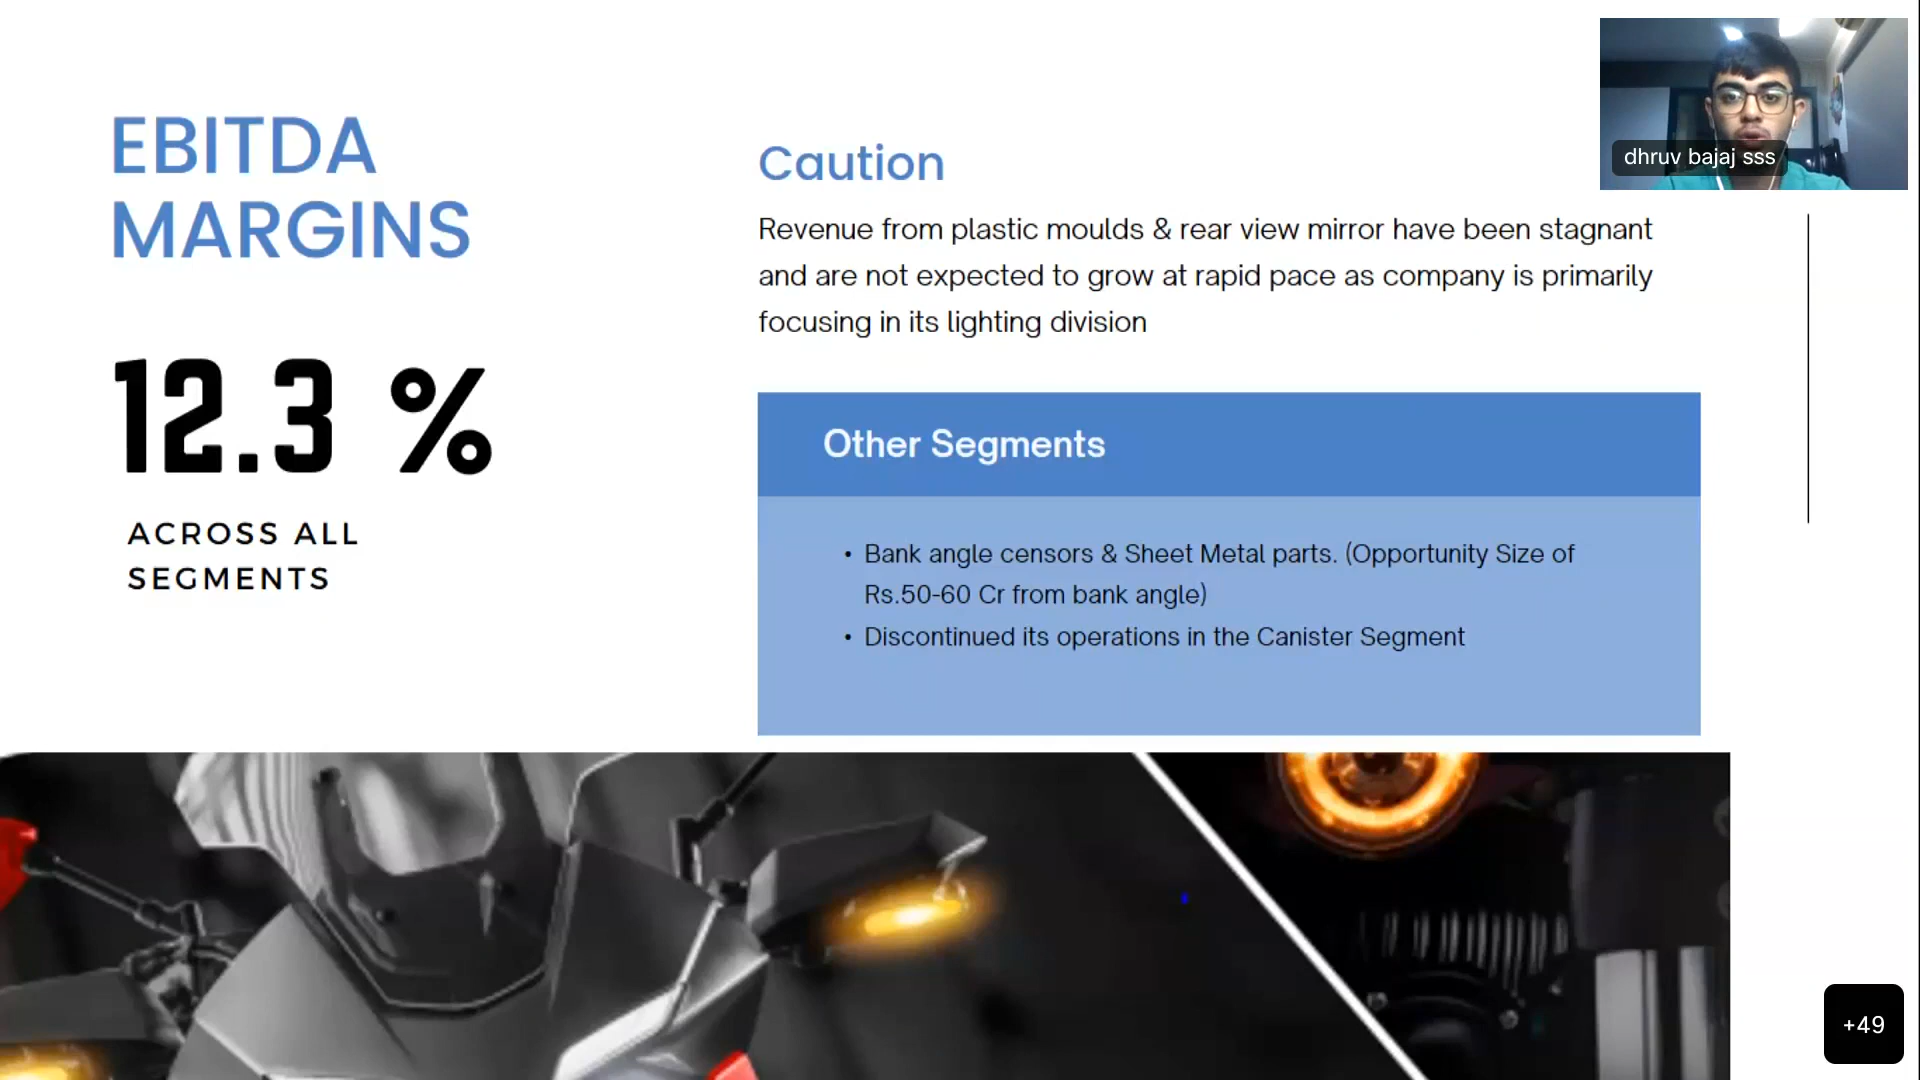 EBITDA
MARGINS
12.3 %
ACROSS ALL
SEGMENTS
Caution
Revenue from plastic moulds & rear view mirror have been stagnant
and are not expected to grow at rapid pace as company is primarily
focusing in its lighting division
Other Segments
• Bank angle censors & Sheet Metal parts. (Opportunity Size of
Rs.50-60 Cr from bank angle)
• Discontinued its operations in the Canister Segment
dhruv bajaj sss
+49